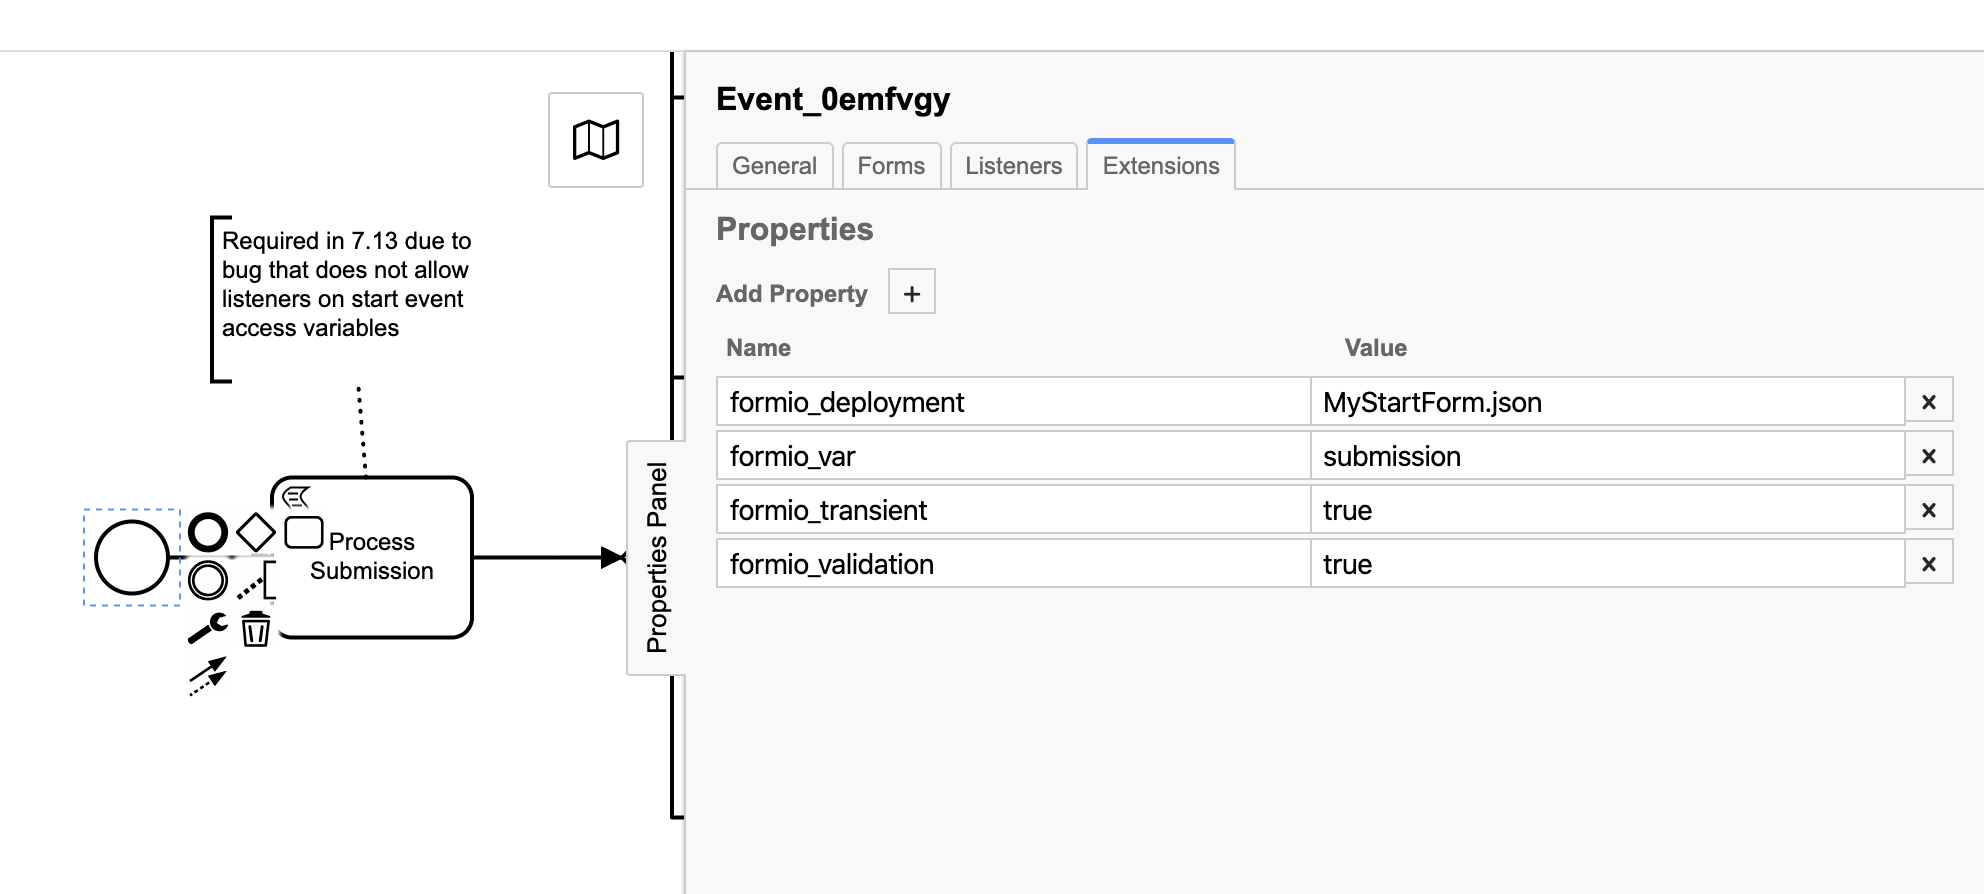 Required in 7.13 due to
bug that does not allow
listeners on start event
access variables
Process
Submission
Properties Panel
Event_0emfvgy
General Forms Listeners Extensions
Properties
Add Property +
Name Value
formio_deployment MyStartForm.json ×
formio_var submission ×
formio_transient true ×
formio_validation true ×